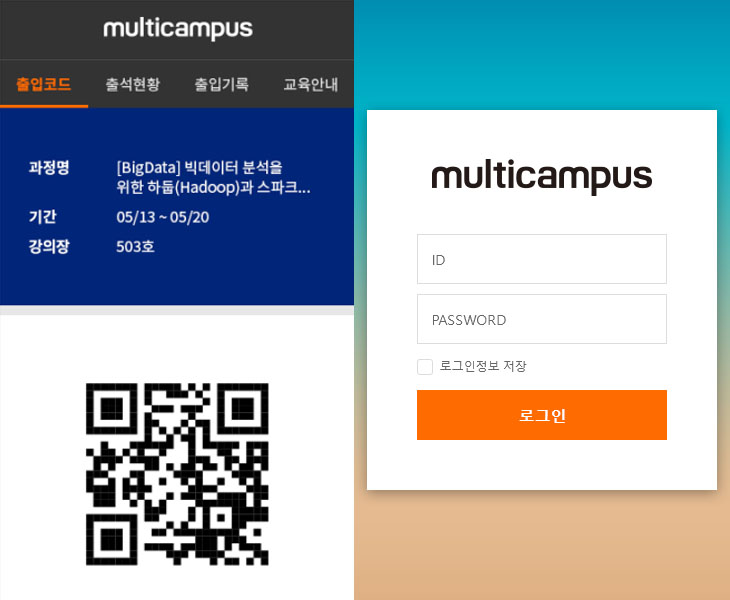 multicampus
출입코드 출석현황 출입기록 교육안내
과정명 [BigData] 빅데이터 분석을
위한 하둡(Hadoop)과 스파크...
기간 05/13 ~ 05/20
강의장 503호
multicampus
ID
PASSWORD
로그인정보 저장
로그인